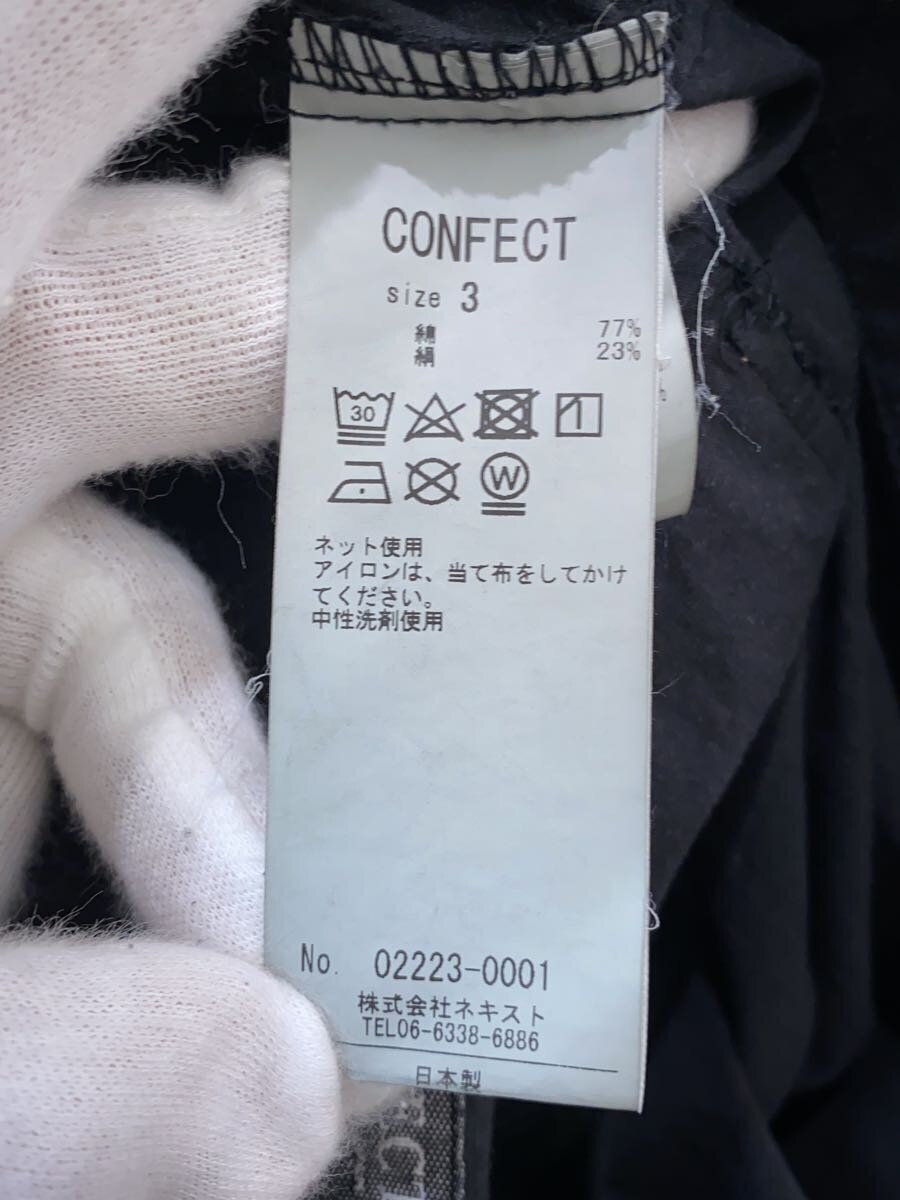 CONFECT
size 3
綿 77%
絹 23%
30
W
ネット使用
アイロンは、当て布をしてかけ
てください。
中性洗剤使用
No. 02223-0001
株式会社ネキスト
TEL06-6338-6886
日本製